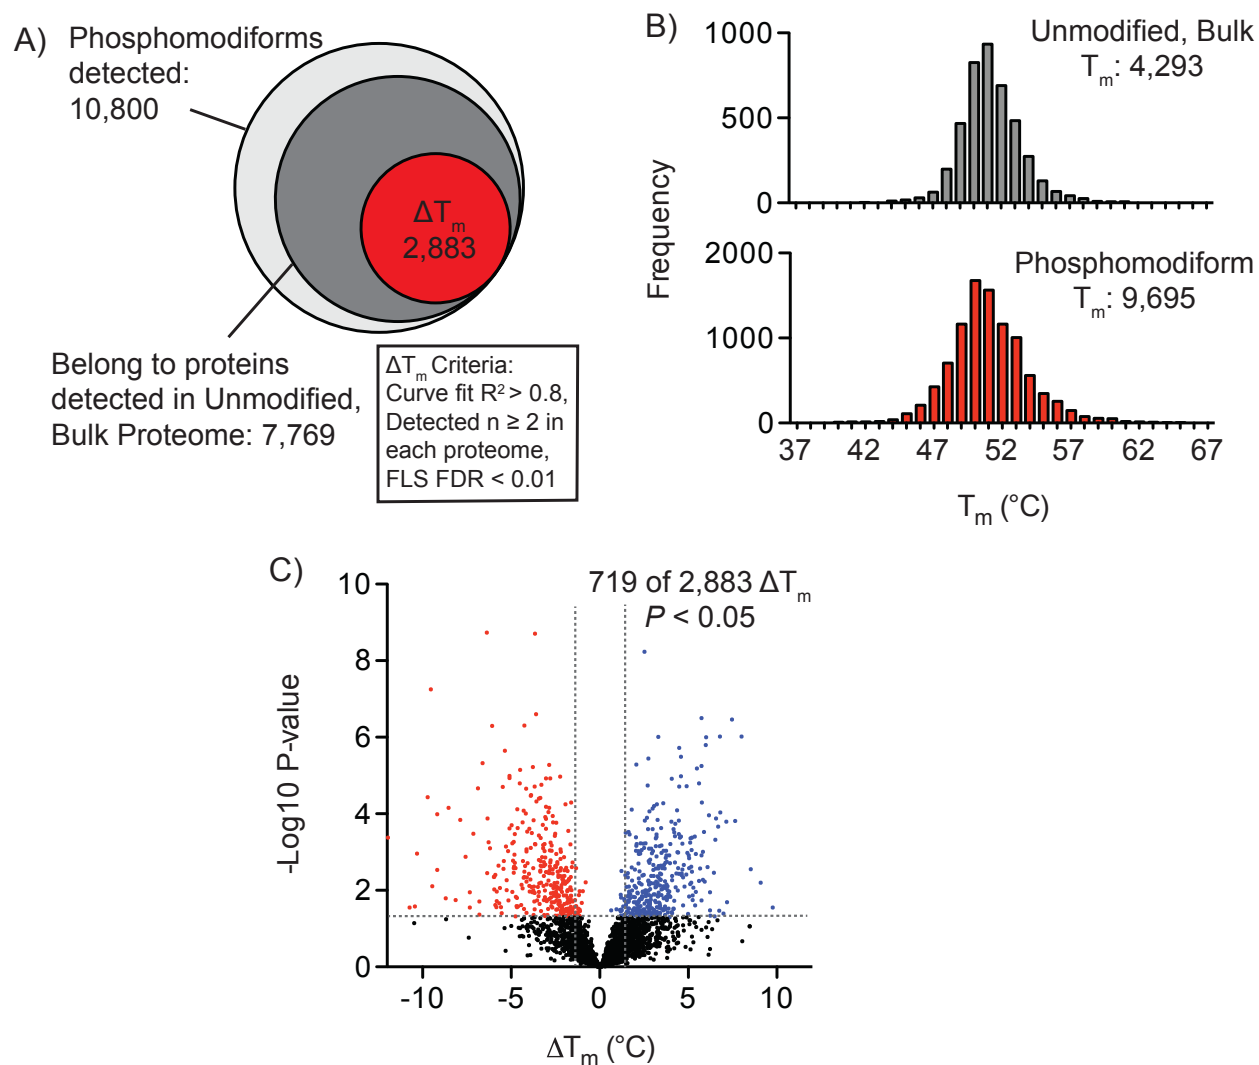 A)
Phosphomodiforms
detected:
10,800
ΔTm
2,883
Belong to proteins
detected in Unmodified,
Bulk Proteome: 7,769
ΔTm Criteria:
Curve fit R² > 0.8,
Detected n ≥ 2 in
each proteome,
FLS FDR < 0.01
B)
Unmodified, Bulk
Tm: 4,293
1000
500
0
Frequency
Phosphomodiform
Tm: 9,695
2000
1000
0
37 42 47 52 57 62 67
Tm (°C)
C)
719 of 2,883 ΔTm
P < 0.05
10
8
6
4
2
0
-Log10 P-value
-10 -5 0 5 10
ΔTm (°C)